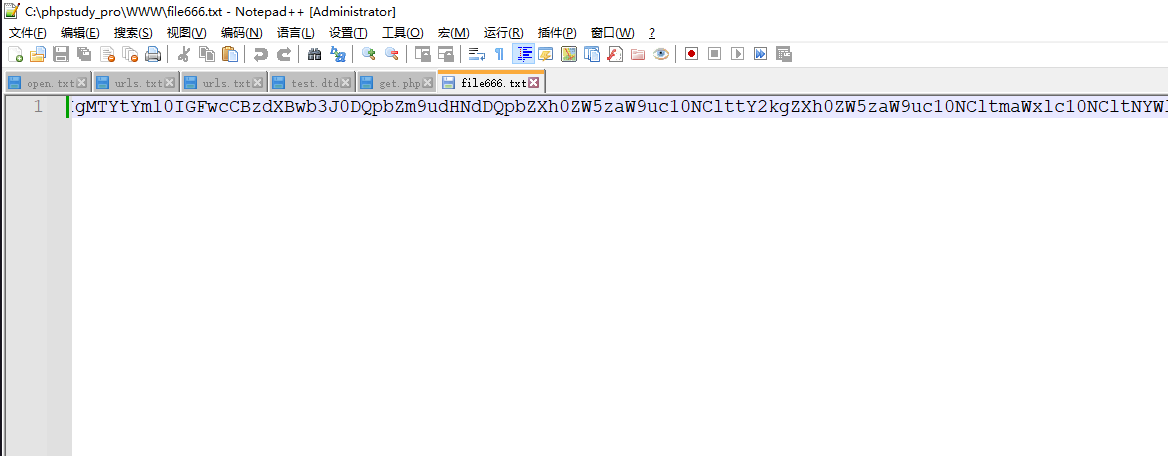 C:\phpstudy_pro\WWW\file666.txt - Notepad++ [Administrator]
文件(F) 编辑(E) 搜索(S) 视图(V) 编码(N) 语言(L) 设置(T) 工具(O) 宏(M) 运行(R) 插件(P) 窗口(W) ?
open.txt urls.txt urls.txt test.dtd get.php file666.txt
1 gMTYtYml0IGFwcCBzdXBwb3J0DQpbZm9udHNdDQpbZXh0ZW5zaW9uc10NClttY2kgZXh0ZW5zaW9uc10NCltmaWxlc10NCltNYWl